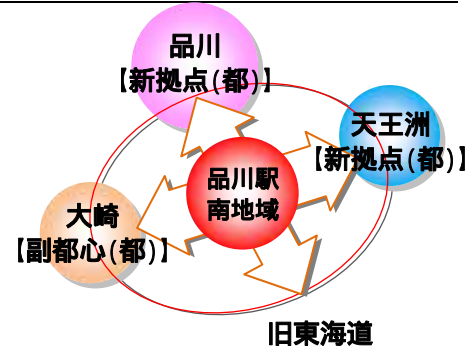 品川
【新拠点(都)】
天王洲
【新拠点(都)】
品川駅
南地域
大崎
【副都心(都)】
旧東海道